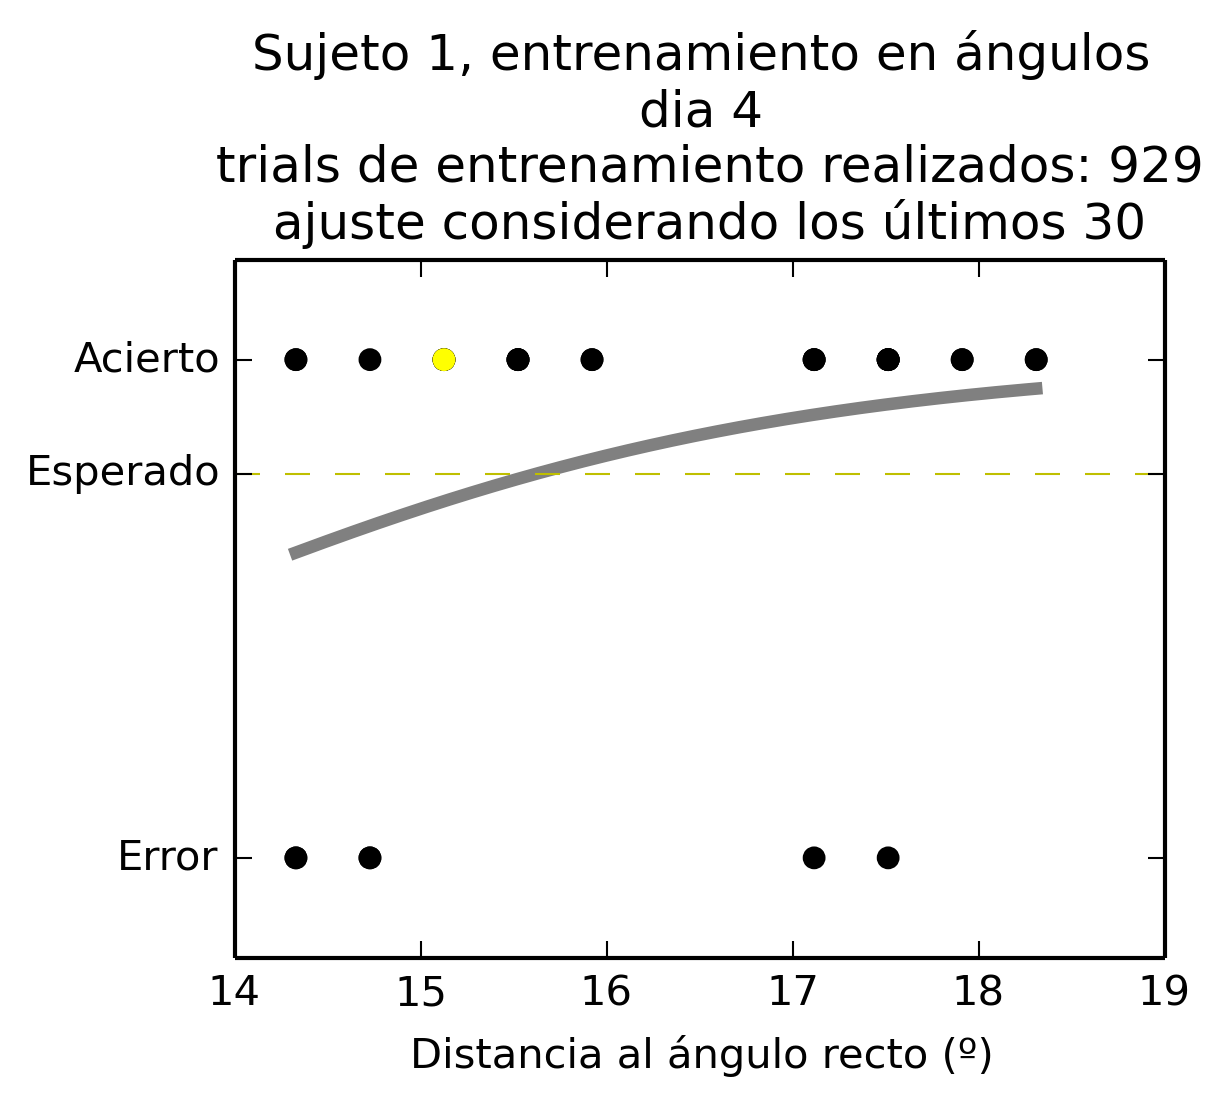 Sujeto 1, entrenamiento en ángulos
dia 4
trials de entrenamiento realizados: 929
ajuste considerando los últimos 30
Acierto
Esperado
Error
14 15 16 17 18 19
Distancia al ángulo recto (º)